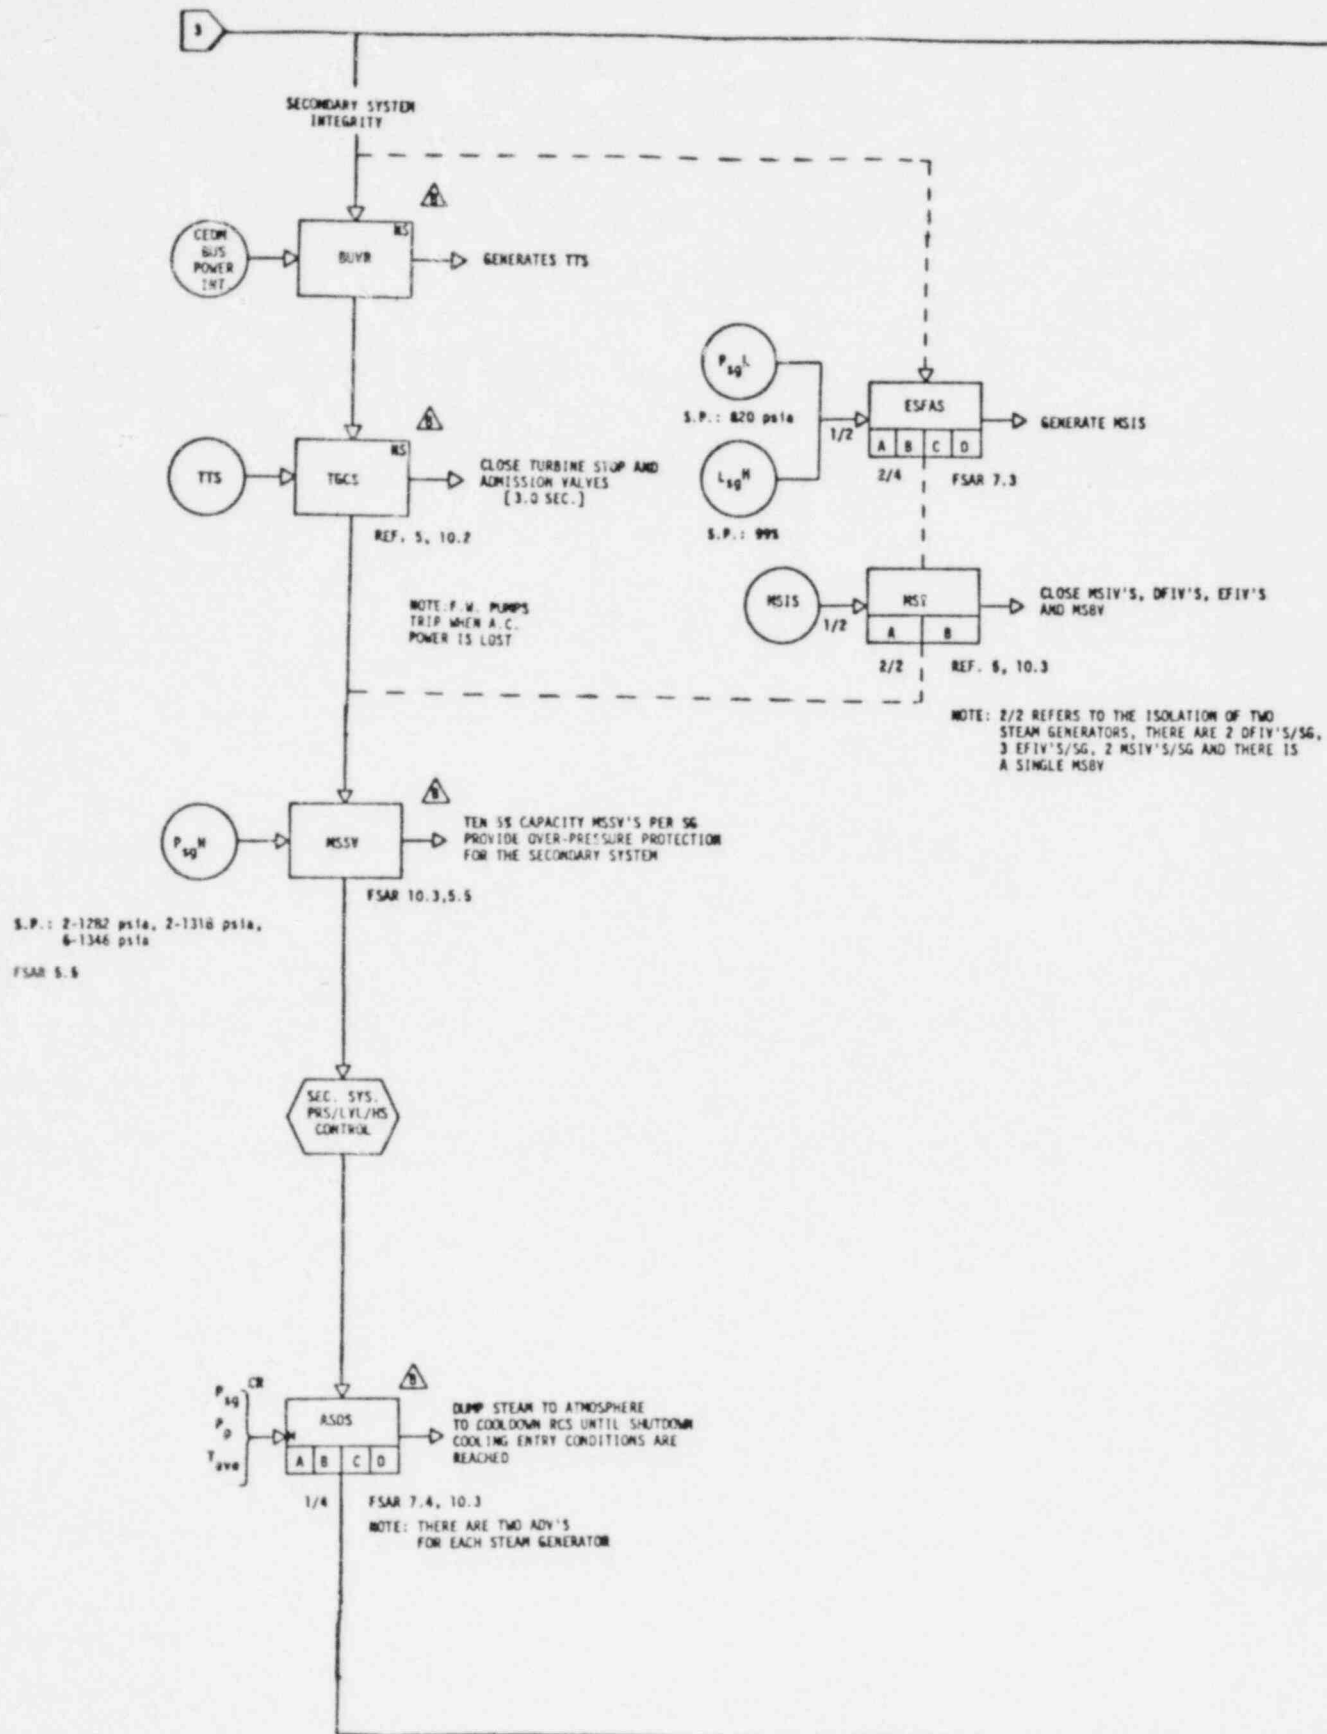 3
SECONDARY SYSTEM
INTEGRITY
CEDM
BUS
POWER
INT.
NS
BUVR
GENERATES TTS
P sg L
S.P.: 820 psia
L sg H
S.P.: 99%
1/2
ESFAS
A B C D
GENERATE MSIS
2/4
FSAR 7.3
TTS
NS
TGCS
CLOSE TURBINE STOP AND
ADMISSION VALVES
[3.0 SEC.]
REF. 5, 10.2
NOTE: F.W. PUMPS
TRIP WHEN A.C.
POWER IS LOST
MSIS
1/2
A B
CLOSE MSIV'S, DFIV'S, EFIV'S
AND MSBV
2/2
REF. 5, 10.3
NOTE: 2/2 REFERS TO THE ISOLATION OF TWO
STEAM GENERATORS, THERE ARE 2 DFIV'S/SG,
3 EFIV'S/SG, 2 MSIV'S/SG AND THERE IS
A SINGLE MSBV
P sg H
MSSV
TEN 5% CAPACITY MSSV'S PER SG
PROVIDE OVER-PRESSURE PROTECTION
FOR THE SECONDARY SYSTEM
FSAR 10.3,5.5
S.P.: 2-1282 psia, 2-1316 psia,
6-1346 psia
FSAR 5.5
SEC. SYS.
PRS/LVL/HS
CONTROL
P sg CR
P p
T ave
M
ASDS
A B C D
DUMP STEAM TO ATMOSPHERE
TO COOLDOWN RCS UNTIL SHUTDOWN
COOLING ENTRY CONDITIONS ARE
REACHED
1/4
FSAR 7.4, 10.3
NOTE: THERE ARE TWO ADV'S
FOR EACH STEAM GENERATOR